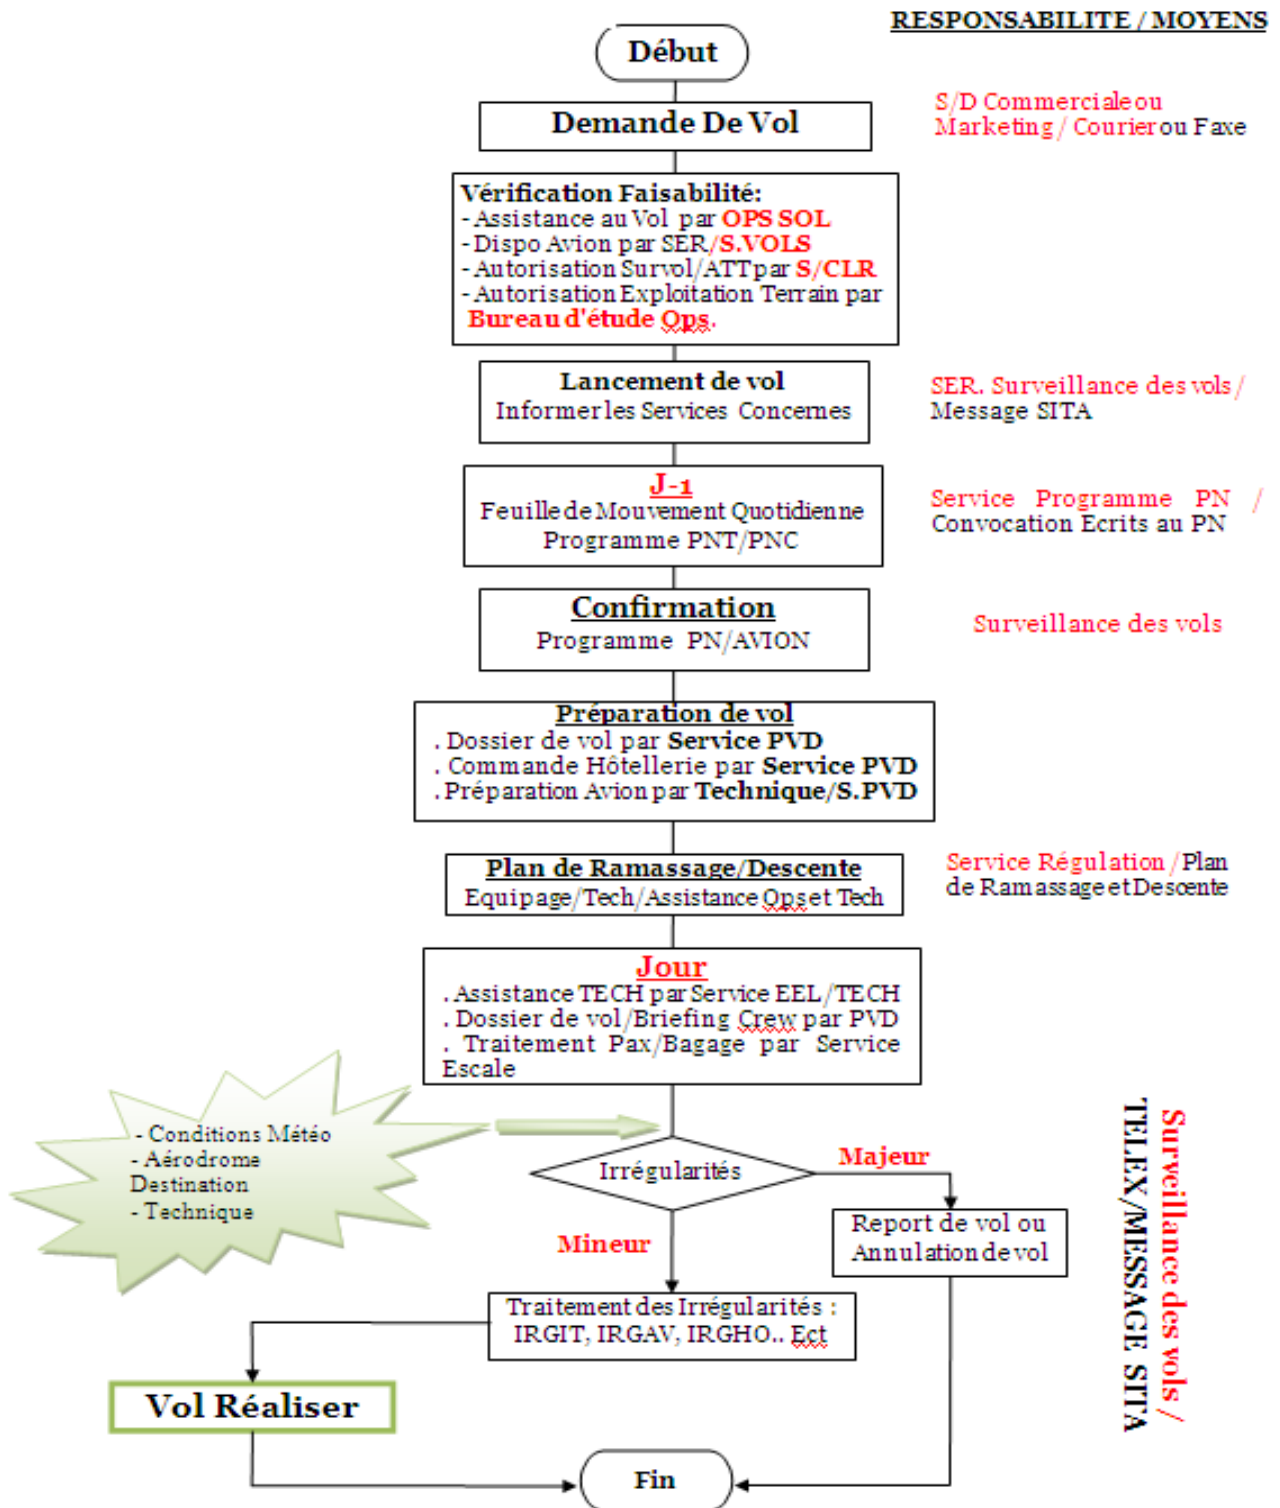 RESPONSABILITE / MOYENS
Début
S/D Commerciale ou
Marketing / Courier ou Faxe
Demande De Vol
Vérification Faisabilité:
- Assistance au Vol par OPS SOL
- Dispo Avion par SER/S.VOLS
- Autorisation Survol/ATT par S/CLR
- Autorisation Exploitation Terrain par
Bureau d'étude Ops.
Lancement de vol
Informer les Services Concernes
SER. Surveillance des vols /
Message SITA
J-1
Feuille de Mouvement Quotidienne
Programme PNT/PNC
Service Programme PN /
Convocation Ecrits au PN
Confirmation
Programme PN/AVION
Surveillance des vols
Préparation de vol
. Dossier de vol par Service PVD
. Commande Hôtellerie par Service PVD
. Préparation Avion par Technique/S.PVD
Plan de Ramassage/Descente
Equipage/Tech/Assistance Ops et Tech
Service Régulation /Plan
de Ramassage et Descente
Jour
. Assistance TECH par Service EEL/TECH
. Dossier de vol/Briefing Crew par PVD
. Traitement Pax/Bagage par Service
Escale
- Conditions Météo
- Aérodrome
Destination
- Technique
Irrégularités
Majeur
Mineur
Report de vol ou
Annulation de vol
Surveillance des vols /
TELEX/MESSAGE SITA
Traitement des Irrégularités :
IRGIT, IRGAV, IRGHO.. Ect
Vol Réaliser
Fin